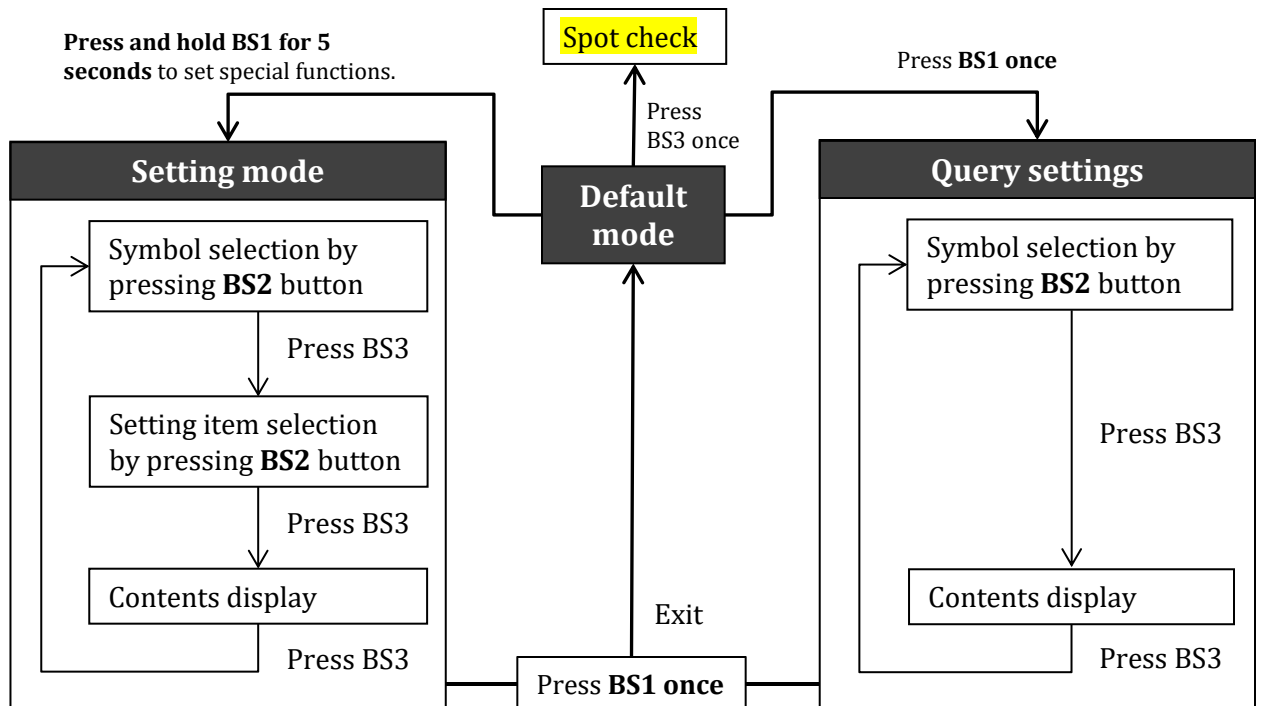 Press and hold BS1 for 5
seconds to set special functions.
Spot check
Press BS1 once
Press
BS3 once
Setting mode
Default
mode
Query settings
Symbol selection by
pressing BS2 button
Press BS3
Setting item selection
by pressing BS2 button
Press BS3
Contents display
Press BS3
Symbol selection by
pressing BS2 button
Press BS3
Contents display
Press BS3
Exit
Press BS1 once